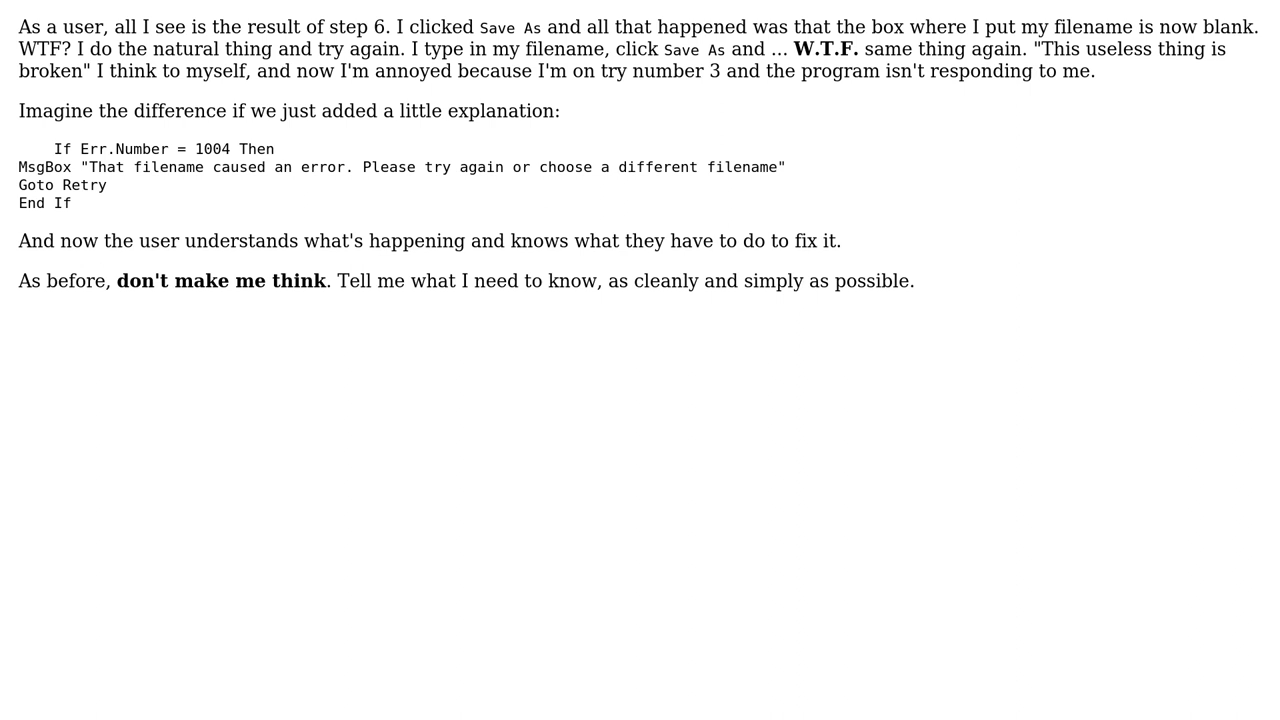 As a user, all I see is the result of step 6. I clicked Save As and all that happened was that the box where I put my filename is now blank.
WTF? I do the natural thing and try again. I type in my filename, click Save As and ... W.T.F. same thing again. "This useless thing is
broken" I think to myself, and now I'm annoyed because I'm on try number 3 and the program isn't responding to me.
Imagine the difference if we just added a little explanation:
If Err.Number = 1004 Then
MsgBox "That filename caused an error. Please try again or choose a different filename"
Goto Retry
End If
And now the user understands what's happening and knows what they have to do to fix it.
As before, don't make me think. Tell me what I need to know, as cleanly and simply as possible.